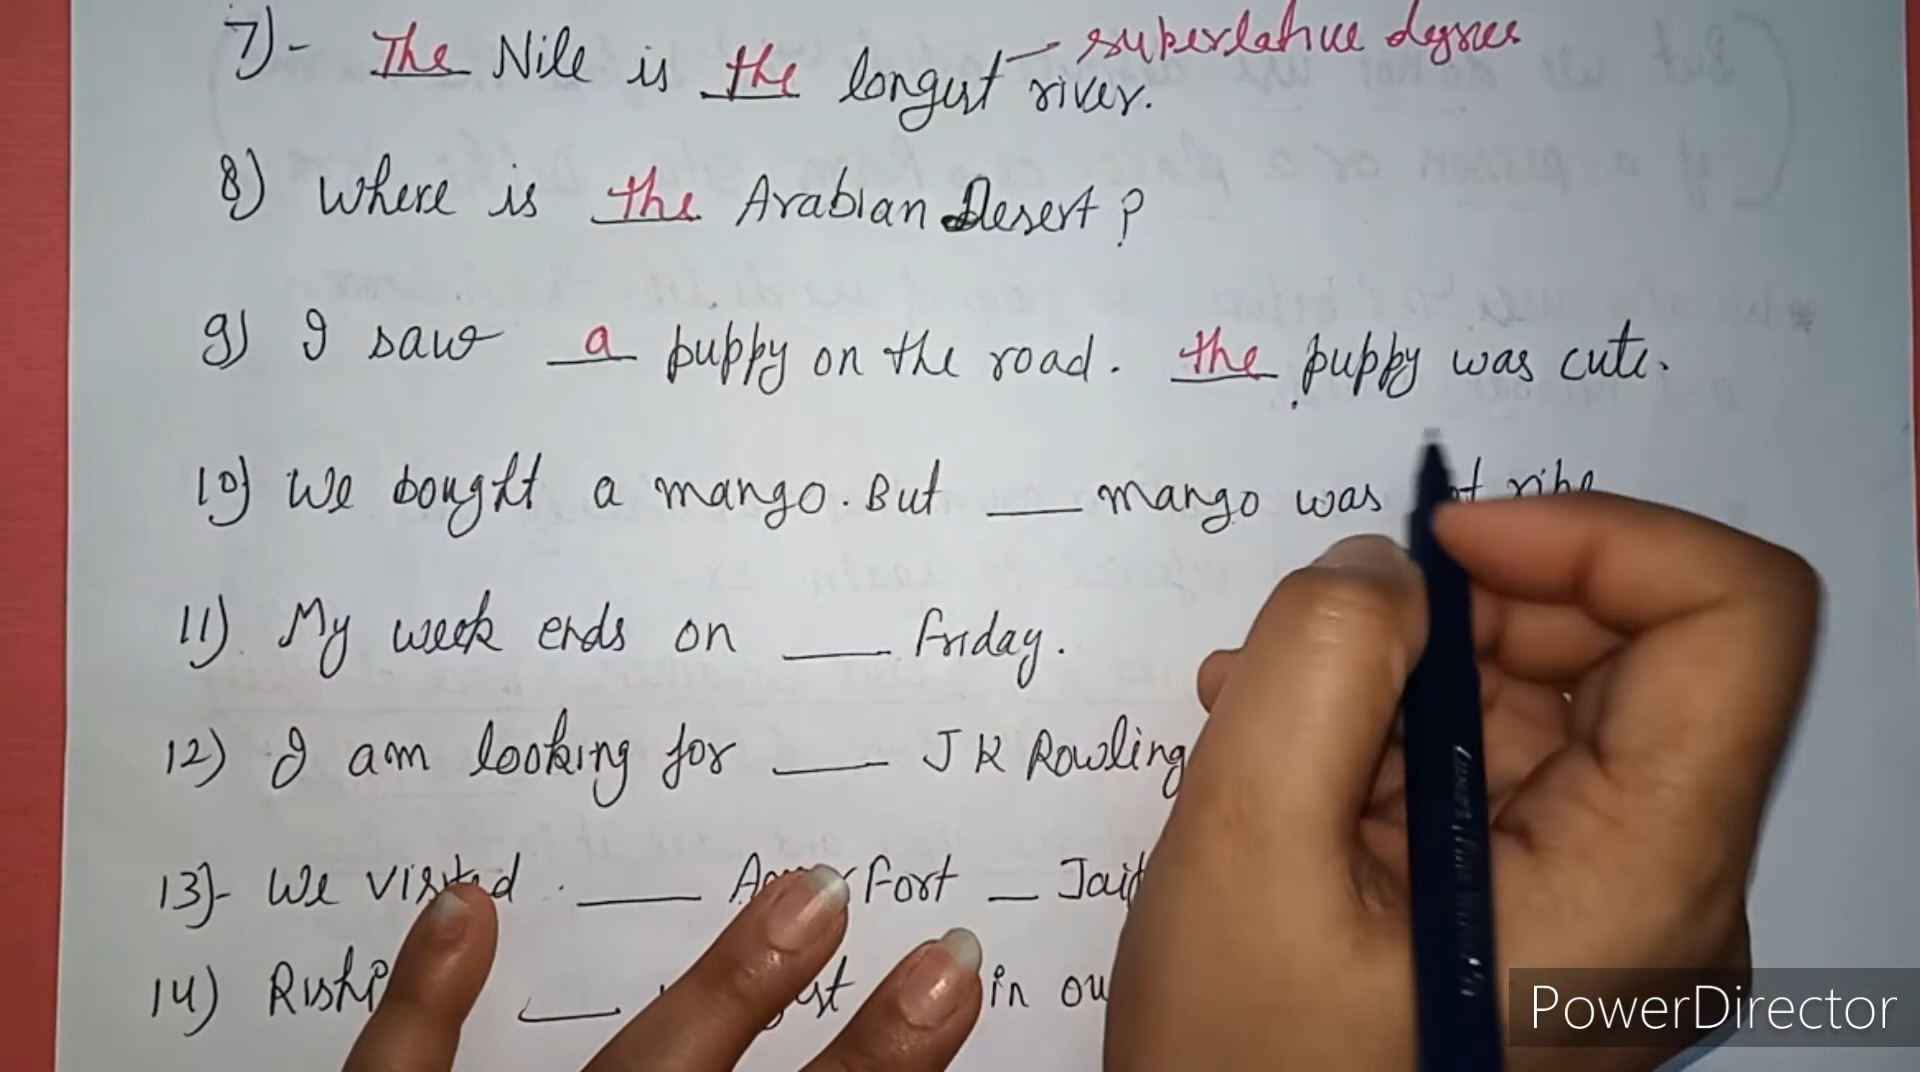 7)- The Nile is the longest river. — superlative degree
8) Where is the Arabian Desert?
9) I saw a puppy on the road. the puppy was cute.
10) We bought a mango. But ___ mango was ripe
11). My week ends on ___ Friday.
12) I am looking for ___ J K Rowling
13)- We visited ___ Fort _
14) Rishi ___ in
PowerDirector